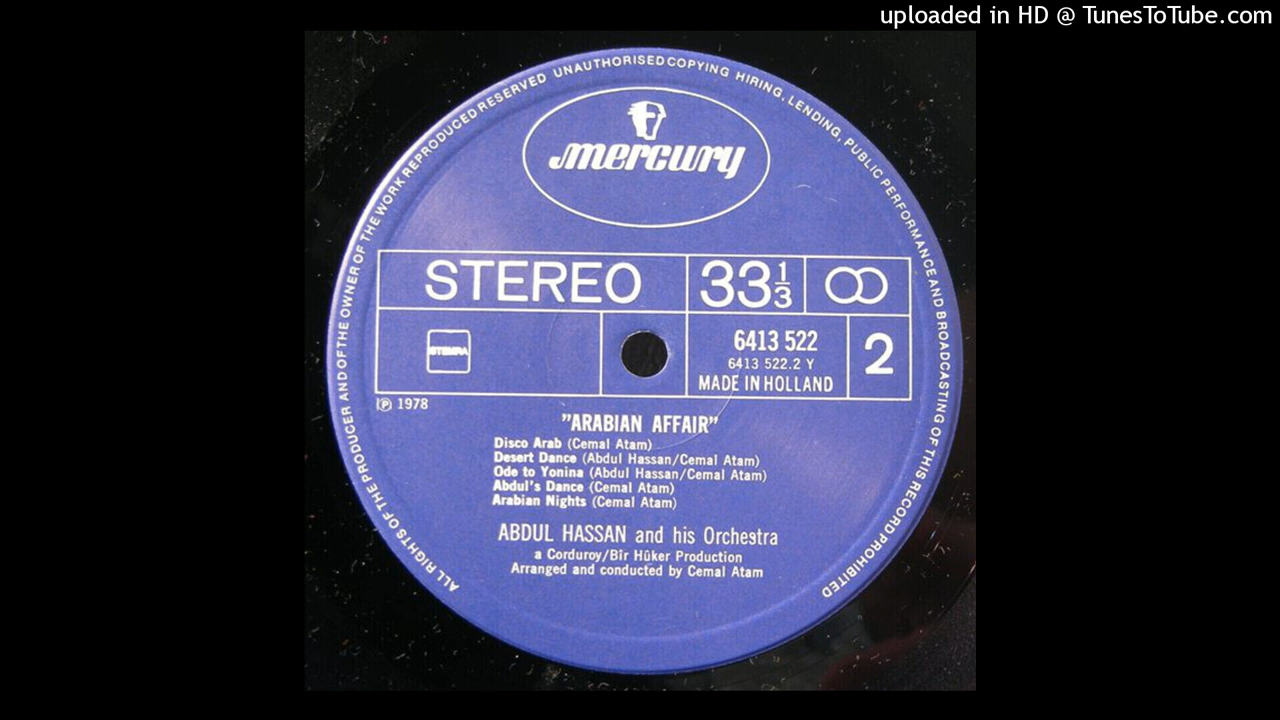 uploaded in HD @ TunesToTube.com
ALL RIGHTS OF THE PRODUCER AND OF THE OWNER OF THE WORK REPRODUCED RESERVED UNAUTHORISED COPYING HIRING, LENDING, PUBLIC PERFORMANCE AND BROADCASTING OF THIS RECORD PROHIBITED
mercury
STEREO
33 1/3
STEMRA
6413 522
6413 522.2 Y
MADE IN HOLLAND
2
℗ 1978
"ARABIAN AFFAIR"
Disco Arab (Cemal Atam)
Desert Dance (Abdul Hassan/Cemal Atam)
Ode to Yonina (Abdul Hassan/Cemal Atam)
Abdul's Dance (Cemal Atam)
Arabian Nights (Cemal Atam)
ABDUL HASSAN and his Orchestra
a Corduroy/Bîr Hûker Production
Arranged and conducted by Cemal Atam